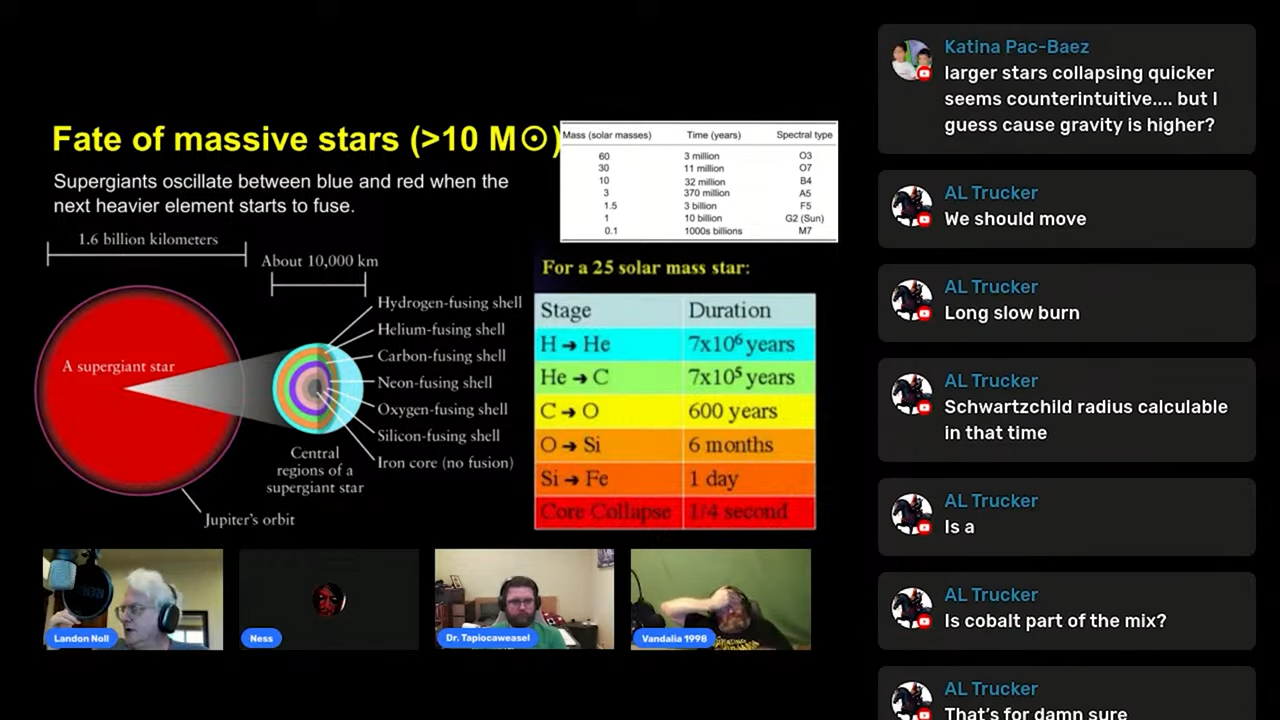 Fate of massive stars (>10 M☉)
Supergiants oscillate between blue and red when the
next heavier element starts to fuse.
Mass (solar masses) Time (years) Spectral type
60 3 million O3
30 11 million O7
10 32 million B4
3 370 million A5
1.5 3 billion F5
1 10 billion G2 (Sun)
0.1 1000s billions M7
1.6 billion kilometers
About 10,000 km
A supergiant star
Hydrogen-fusing shell
Helium-fusing shell
Carbon-fusing shell
Neon-fusing shell
Oxygen-fusing shell
Silicon-fusing shell
Iron core (no fusion)
Central
regions of a
supergiant star
Jupiter's orbit
For a 25 solar mass star:
Stage Duration
H → He 7x10⁶ years
He → C 7x10⁵ years
C → O 600 years
O → Si 6 months
Si → Fe 1 day
Core Collapse 1/4 second
Landon Noll
Ness
Dr. Tapiocaweasel
Vandalia 1998
Katina Pac-Baez
larger stars collapsing quicker
seems counterintuitive.... but I
guess cause gravity is higher?
AL Trucker
We should move
AL Trucker
Long slow burn
AL Trucker
Schwartzchild radius calculable
in that time
AL Trucker
Is a
AL Trucker
Is cobalt part of the mix?
AL Trucker
That's for damn sure